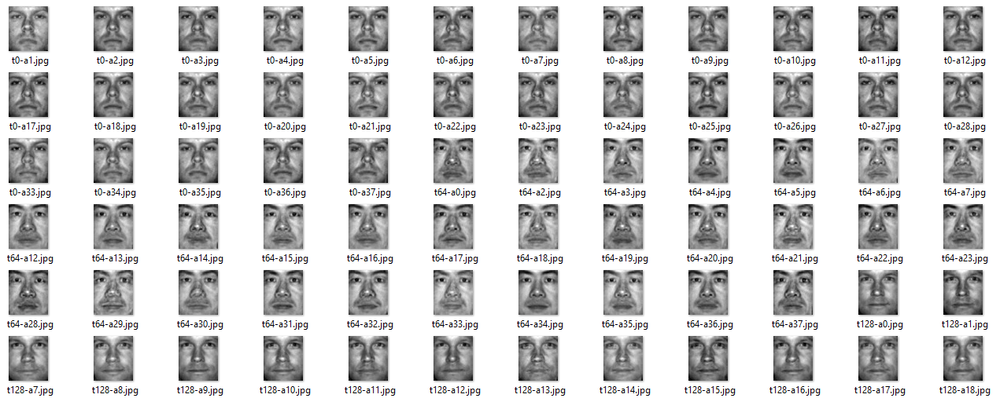 t0-a1.jpg t0-a2.jpg t0-a3.jpg t0-a4.jpg t0-a5.jpg t0-a6.jpg t0-a7.jpg t0-a8.jpg t0-a9.jpg t0-a10.jpg t0-a11.jpg t0-a12.jpg
t0-a17.jpg t0-a18.jpg t0-a19.jpg t0-a20.jpg t0-a21.jpg t0-a22.jpg t0-a23.jpg t0-a24.jpg t0-a25.jpg t0-a26.jpg t0-a27.jpg t0-a28.jpg
t0-a33.jpg t0-a34.jpg t0-a35.jpg t0-a36.jpg t0-a37.jpg t64-a0.jpg t64-a2.jpg t64-a3.jpg t64-a4.jpg t64-a5.jpg t64-a6.jpg t64-a7.jpg
t64-a12.jpg t64-a13.jpg t64-a14.jpg t64-a15.jpg t64-a16.jpg t64-a17.jpg t64-a18.jpg t64-a19.jpg t64-a20.jpg t64-a21.jpg t64-a22.jpg t64-a23.jpg
t64-a28.jpg t64-a29.jpg t64-a30.jpg t64-a31.jpg t64-a32.jpg t64-a33.jpg t64-a34.jpg t64-a35.jpg t64-a36.jpg t64-a37.jpg t128-a0.jpg t128-a1.jpg
t128-a7.jpg t128-a8.jpg t128-a9.jpg t128-a10.jpg t128-a11.jpg t128-a12.jpg t128-a13.jpg t128-a14.jpg t128-a15.jpg t128-a16.jpg t128-a17.jpg t128-a18.jpg